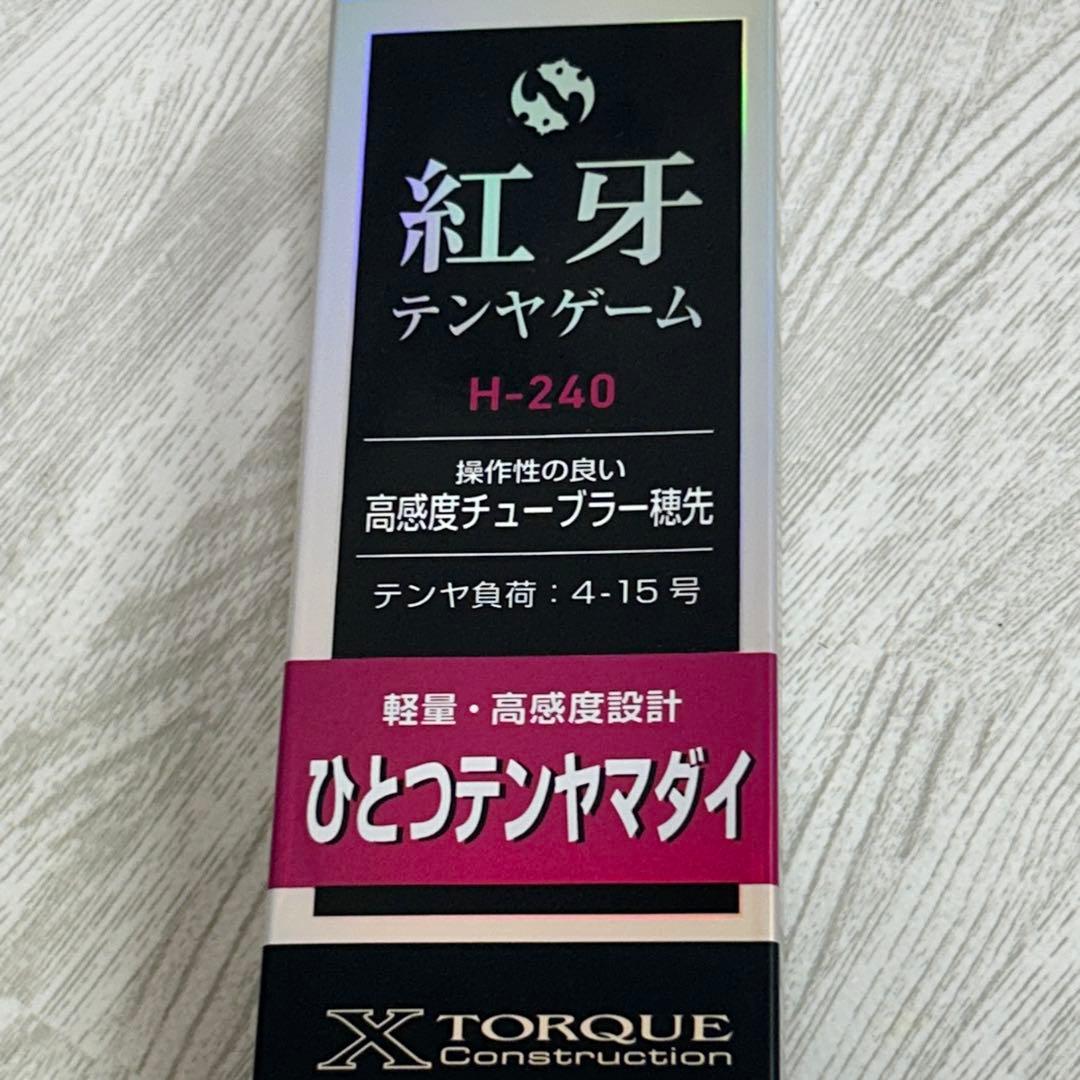 紅牙
テンヤゲーム
H-240
操作性の良い
高感度チューブラー穂先
テンヤ負荷：4-15号
軽量・高感度設計
ひとつテンヤマダイ
X TORQUE
Construction